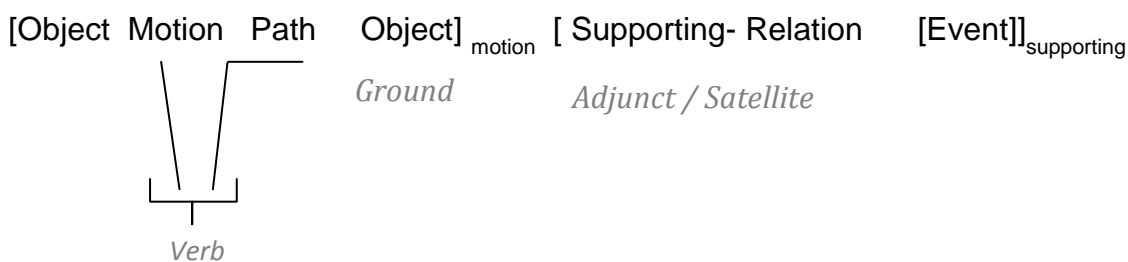 [Object Motion Path Object] motion [ Supporting- Relation [Event]]supporting
Ground Adjunct / Satellite
Verb